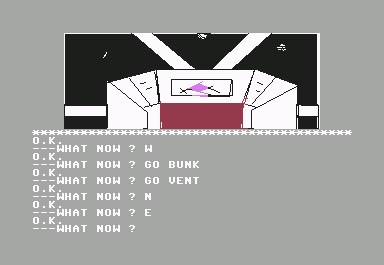 ********************************************
O.K.
---WHAT NOW ? W
O.K.
---WHAT NOW ? GO BUNK
O.K.
---WHAT NOW ? GO VENT
O.K.
---WHAT NOW ? N
O.K.
---WHAT NOW ? E
O.K.
---WHAT NOW ?